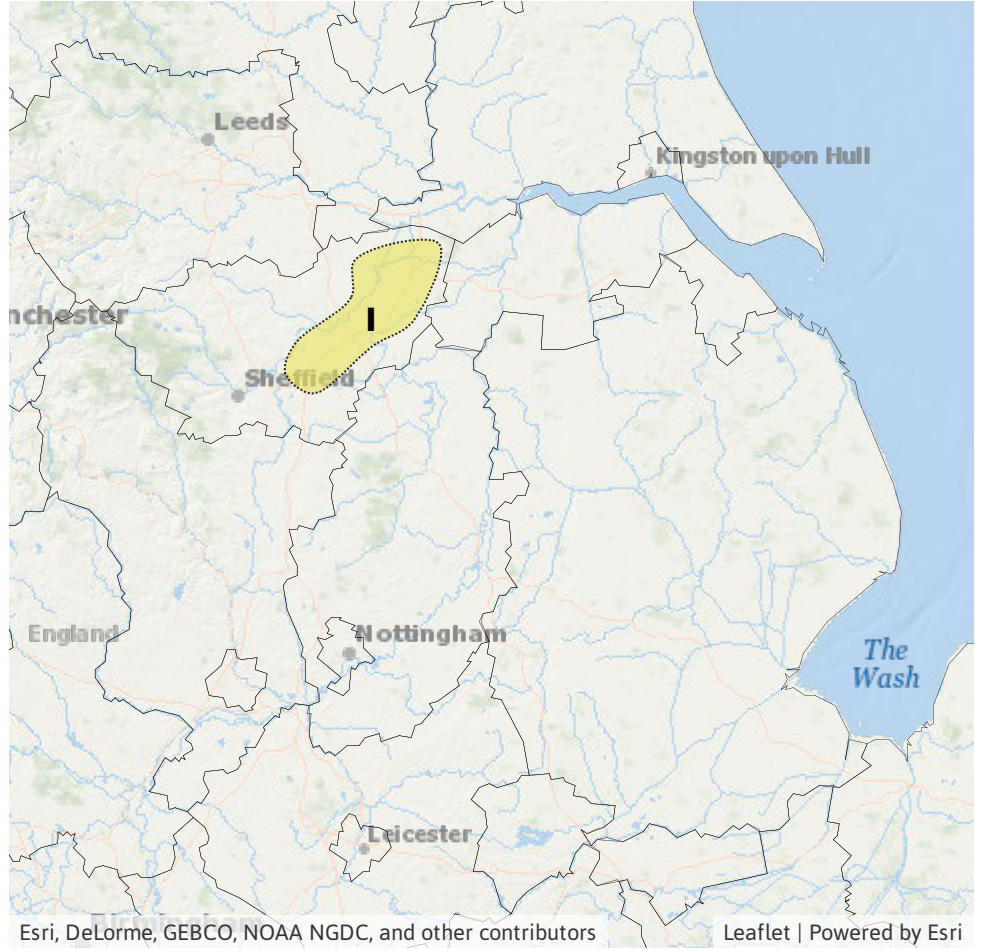 Leeds
Kingston upon Hull
nchester
I
Sheffield
England
Nottingham
The
Wash
Leicester
Birmingham
Esri, DeLorme, GEBCO, NOAA NGDC, and other contributors
Leaflet | Powered by Esri